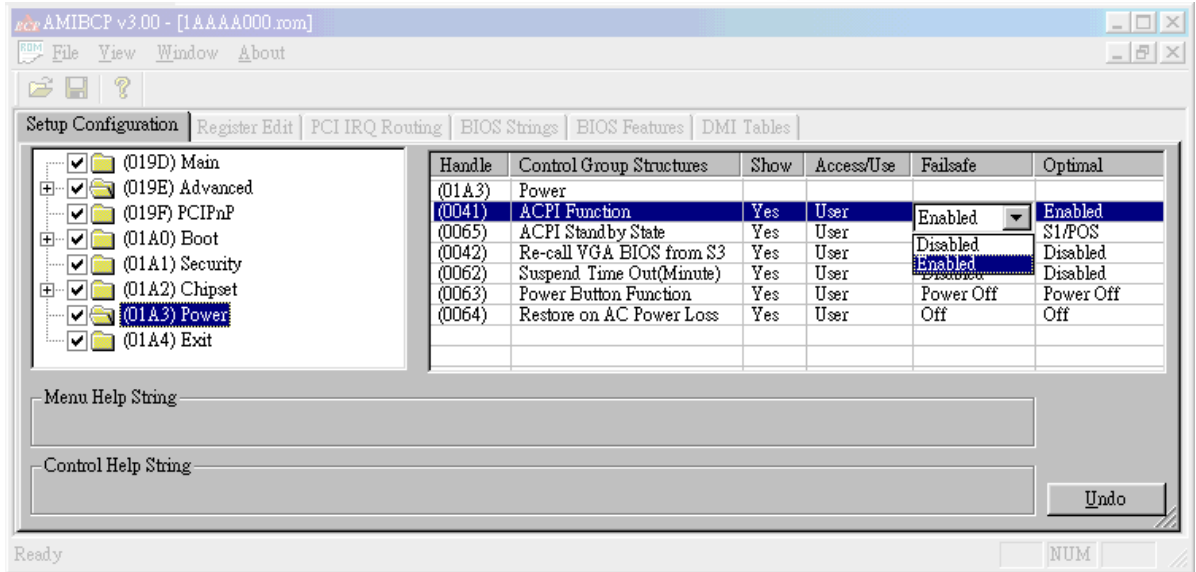 AMIBCP v3.00 - [1AAAA000.rom]
File View Window About
Setup Configuration Register Edit PCI IRQ Routing BIOS Strings BIOS Features DMI Tables
(019D) Main
(019E) Advanced
(019F) PCIPnP
(01A0) Boot
(01A1) Security
(01A2) Chipset
(01A3) Power
(01A4) Exit
Handle Control Group Structures Show Access/Use Failsafe Optimal
(01A3) Power
(0041) ACPI Function Yes User Enabled Enabled
(0065) ACPI Standby State Yes User Disabled S1/POS
(0042) Re-call VGA BIOS from S3 Yes User Enabled Disabled
(0062) Suspend Time Out(Minute) Yes User Disabled Disabled
(0063) Power Button Function Yes User Power Off Power Off
(0064) Restore on AC Power Loss Yes User Off Off
Menu Help String
Control Help String
Undo
Ready NUM